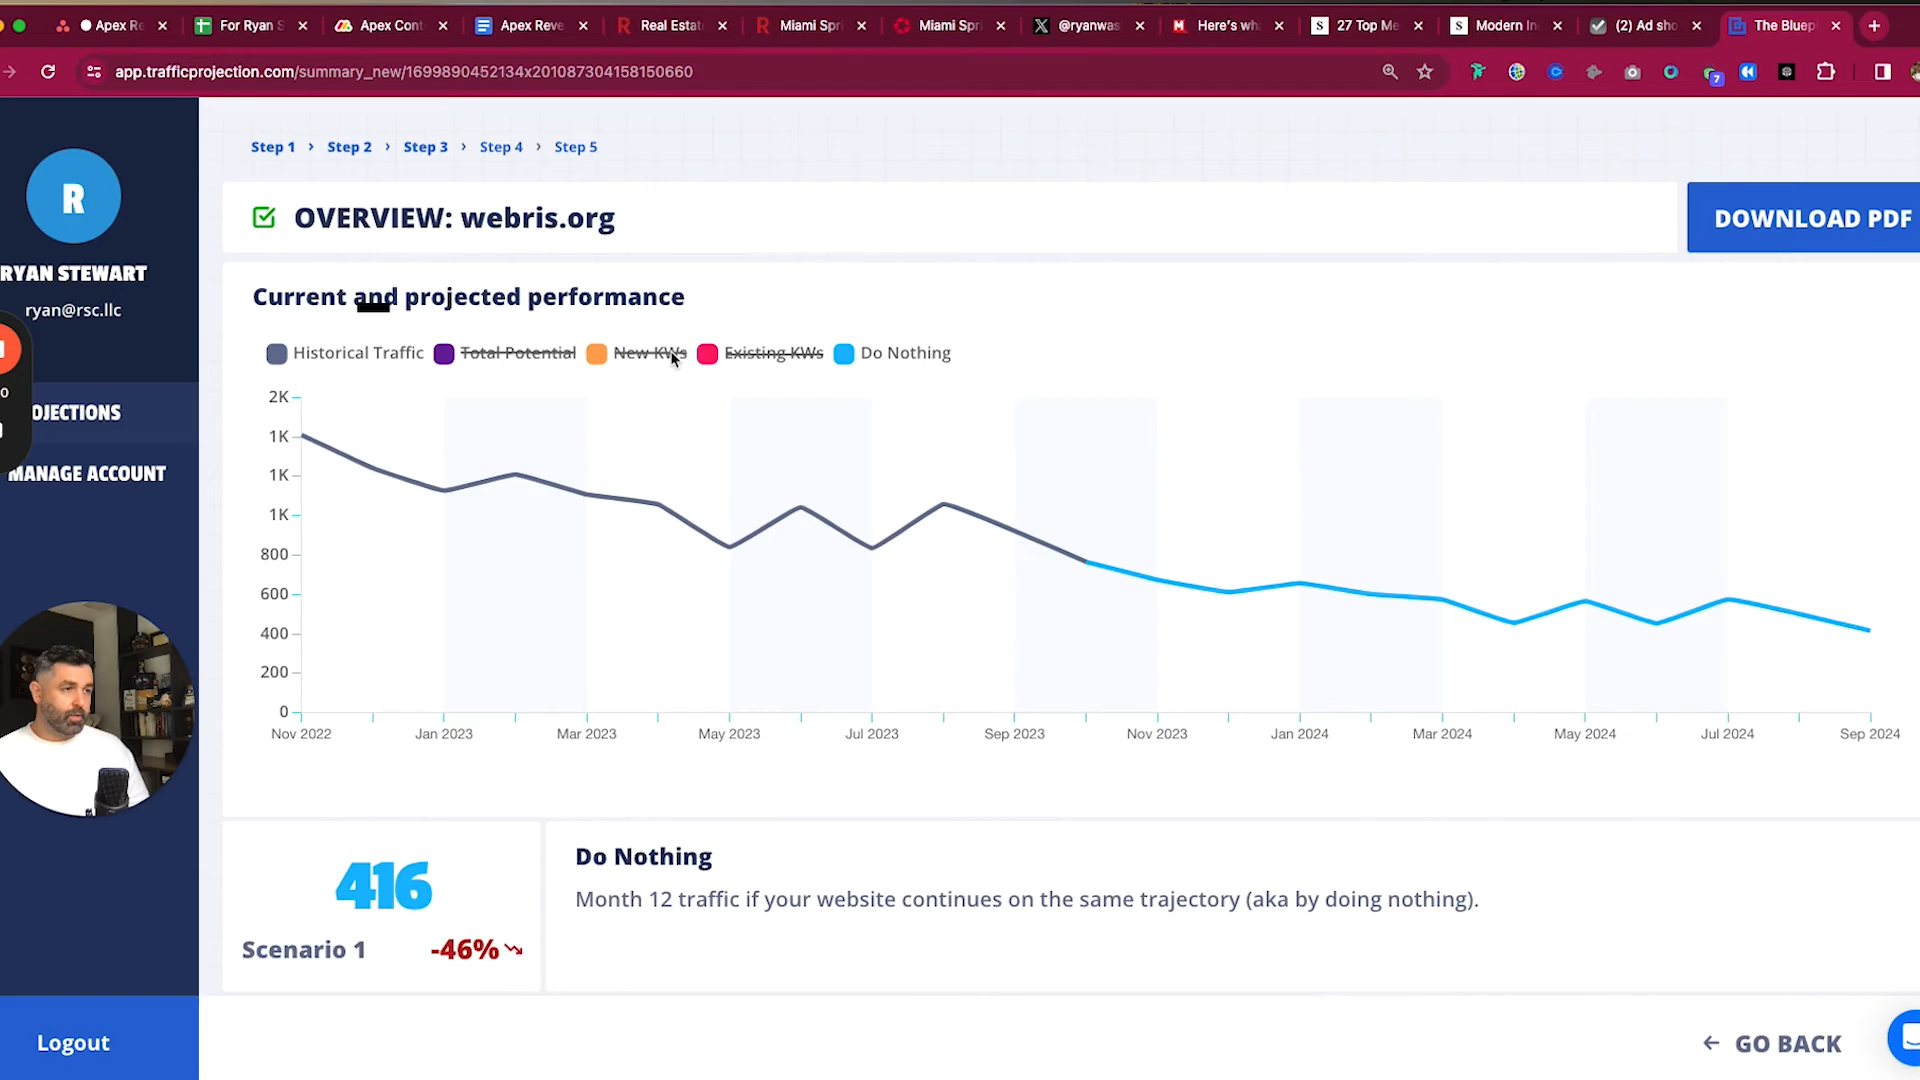 Apex Re
For Ryan S
Apex Cont
Apex Reve
Real Estat
Miami Spri
Miami Spri
@ryanwas
Here's wh
27 Top Me
Modern In
(2) Ad sho
The Bluep
app.trafficprojection.com/summary_new/1699890452134x201087304158150660
7
Step 1 › Step 2 › Step 3 › Step 4 › Step 5
R
RYAN STEWART
ryan@rsc.llc
OJECTIONS
MANAGE ACCOUNT
Logout
OVERVIEW: webris.org
DOWNLOAD PDF
Current and projected performance
Historical Traffic Total Potential New KWs Existing KWs Do Nothing
2K
1K
1K
1K
800
600
400
200
0
Nov 2022 Jan 2023 Mar 2023 May 2023 Jul 2023 Sep 2023 Nov 2023 Jan 2024 Mar 2024 May 2024 Jul 2024 Sep 2024
416
Scenario 1 -46%
Do Nothing
Month 12 traffic if your website continues on the same trajectory (aka by doing nothing).
GO BACK